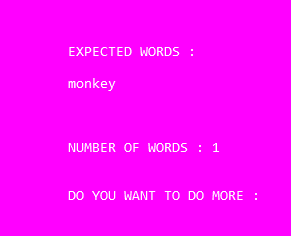 EXPECTED WORDS :
monkey
NUMBER OF WORDS : 1
DO YOU WANT TO DO MORE :